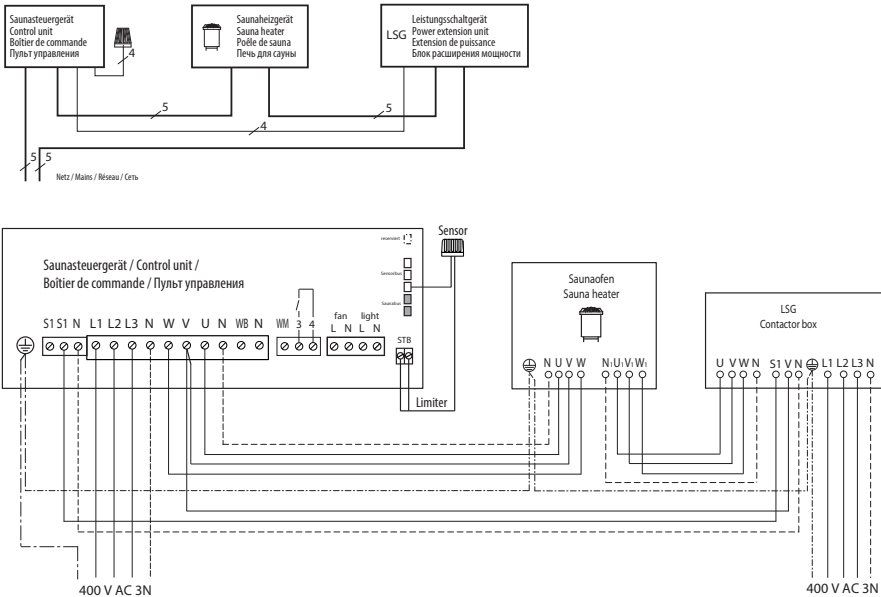 Saunasteuergerät
Control unit
Boîtier de commande
Пульт управления
4
Saunaheizgerät
Sauna heater
Poêle de sauna
Печь для сауны
LSG
Leistungsschaltgerät
Power extension unit
Extension de puissance
Блок расширения мощности
5
5
4
5 5
Netz / Mains / Réseau / Сеть
Saunasteuergerät / Control unit /
Boîtier de commande / Пульт управления
reserviert
Sensorbus
Saunabus
Sensor
S1 S1 N L1 L2 L3 N W V U N WB N WM 3 4
fan light
L N L N
STB
Limiter
Saunaofen
Sauna heater
N U V W N1 U1 V1 W1
LSG
Contactor box
U V W N S1 V N L1 L2 L3 N
400 V AC 3N
400 V AC 3N